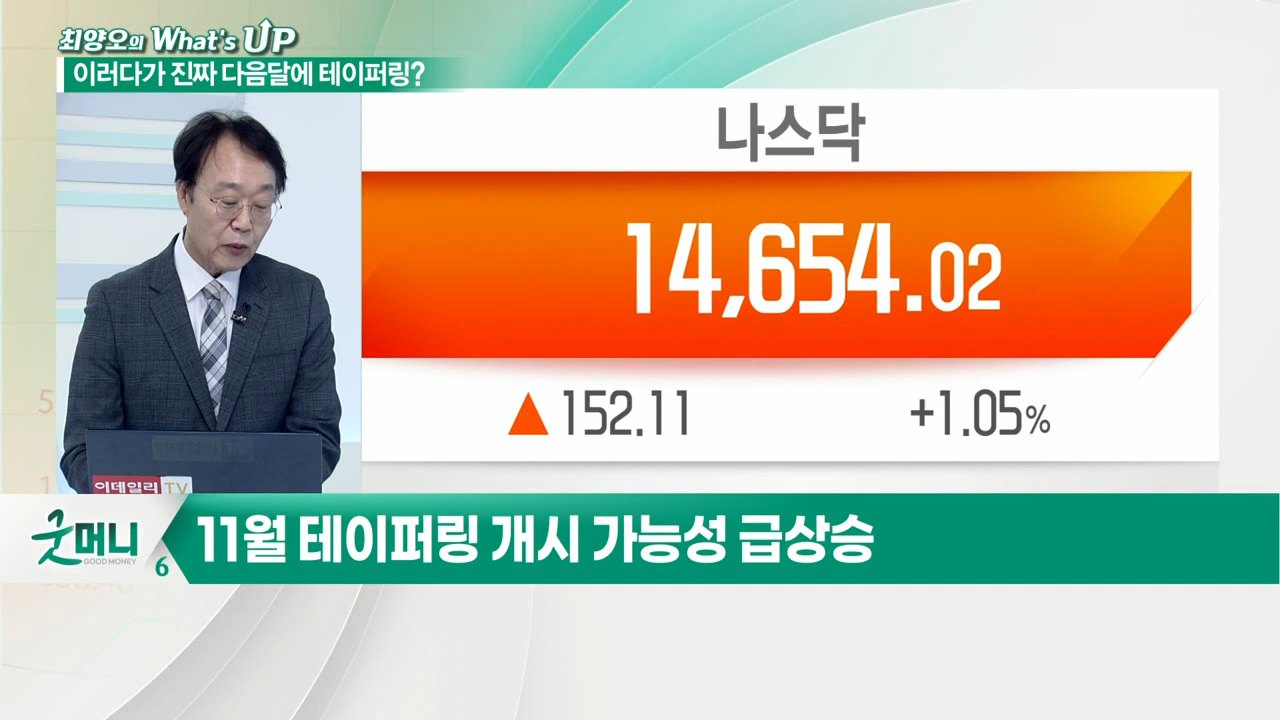 최양오의 What's UP
이러다가 진짜 다음달에 테이퍼링?
나스닥
14,654.02
▲152.11 +1.05%
이데일리 TV
굿머니
GOOD MONEY
6
11월 테이퍼링 개시 가능성 급상승